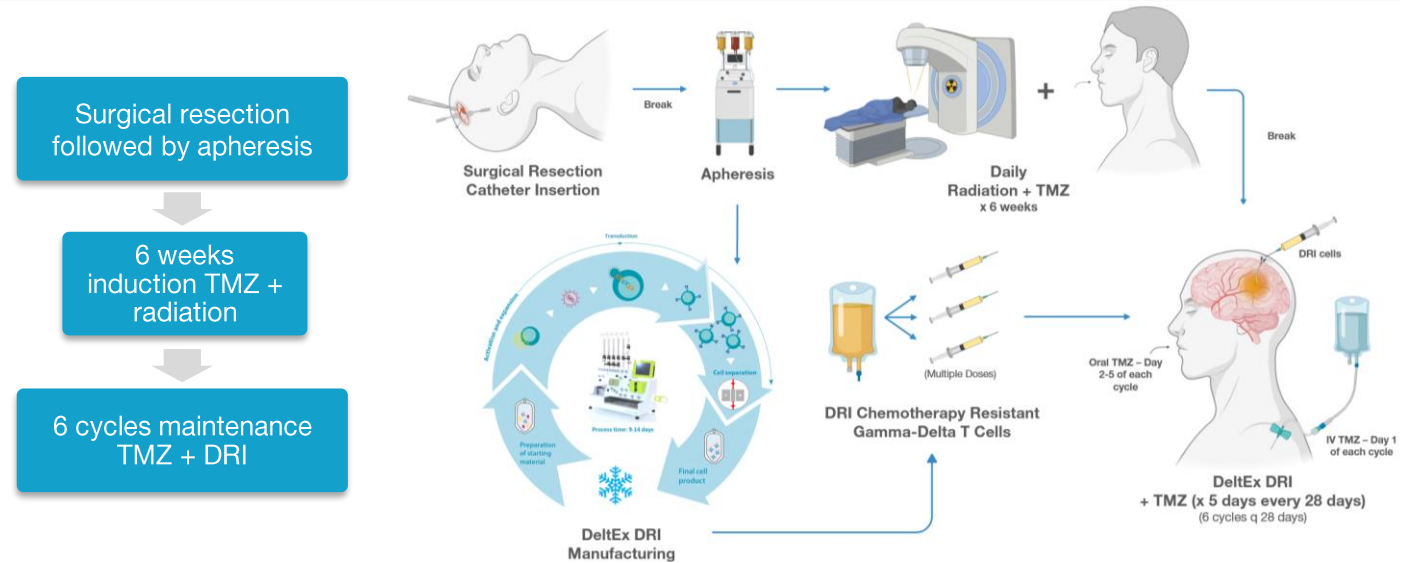 Surgical resection
followed by apheresis
6 weeks
induction TMZ +
radiation
6 cycles maintenance
TMZ + DRI
Surgical Resection
Catheter Insertion
Break
Apheresis
+
Daily
Radiation + TMZ
x 6 weeks
Break
Transduction
Activation and expansion
Cell separation
Process time: 9-14 days
Preparation
of starting
material
Final cell
product
DeltEx DRI
Manufacturing
(Multiple Doses)
DRI Chemotherapy Resistant
Gamma-Delta T Cells
DRI cells
Oral TMZ – Day
2-5 of each
cycle
IV TMZ – Day 1
of each cycle
DeltEx DRI
+ TMZ (x 5 days every 28 days)
(6 cycles q 28 days)